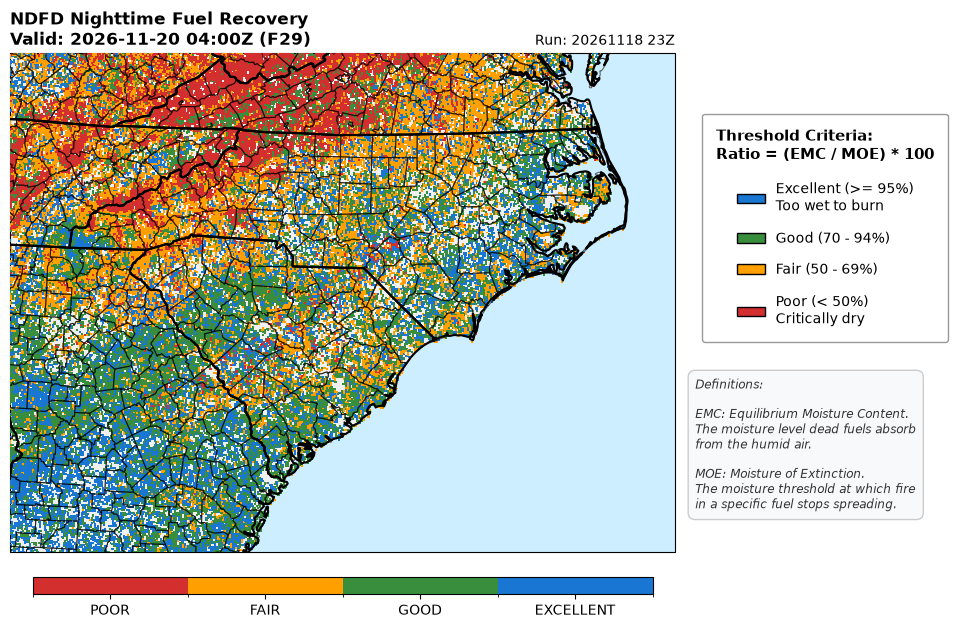 NDFD Nighttime Fuel Recovery
Valid: 2026-11-20 04:00Z (F29)
Run: 20261118 23Z
Threshold Criteria:
Ratio = (EMC / MOE) * 100
Excellent (>= 95%)
Too wet to burn
Good (70 - 94%)
Fair (50 - 69%)
Poor (< 50%)
Critically dry
Definitions:
EMC: Equilibrium Moisture Content.
The moisture level dead fuels absorb
from the humid air.
MOE: Moisture of Extinction.
The moisture threshold at which fire
in a specific fuel stops spreading.
POOR
FAIR
GOOD
EXCELLENT